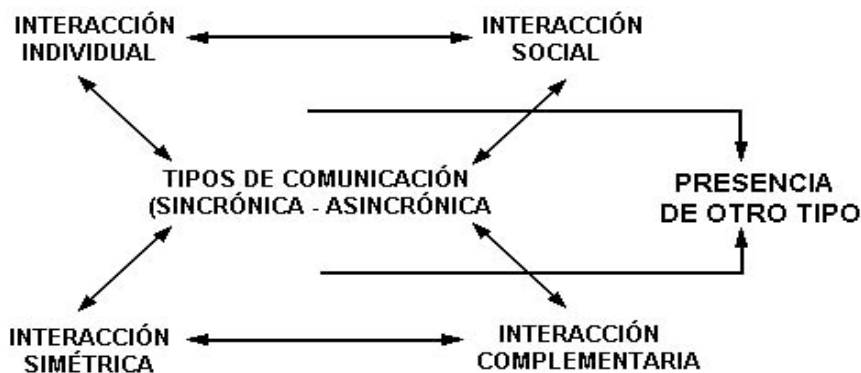 INTERACCIÓN
INDIVIDUAL
INTERACCIÓN
SOCIAL
TIPOS DE COMUNICACIÓN
(SINCRÓNICA - ASINCRÓNICA
PRESENCIA
DE OTRO TIPO
INTERACCIÓN
SIMÉTRICA
INTERACCIÓN
COMPLEMENTARIA